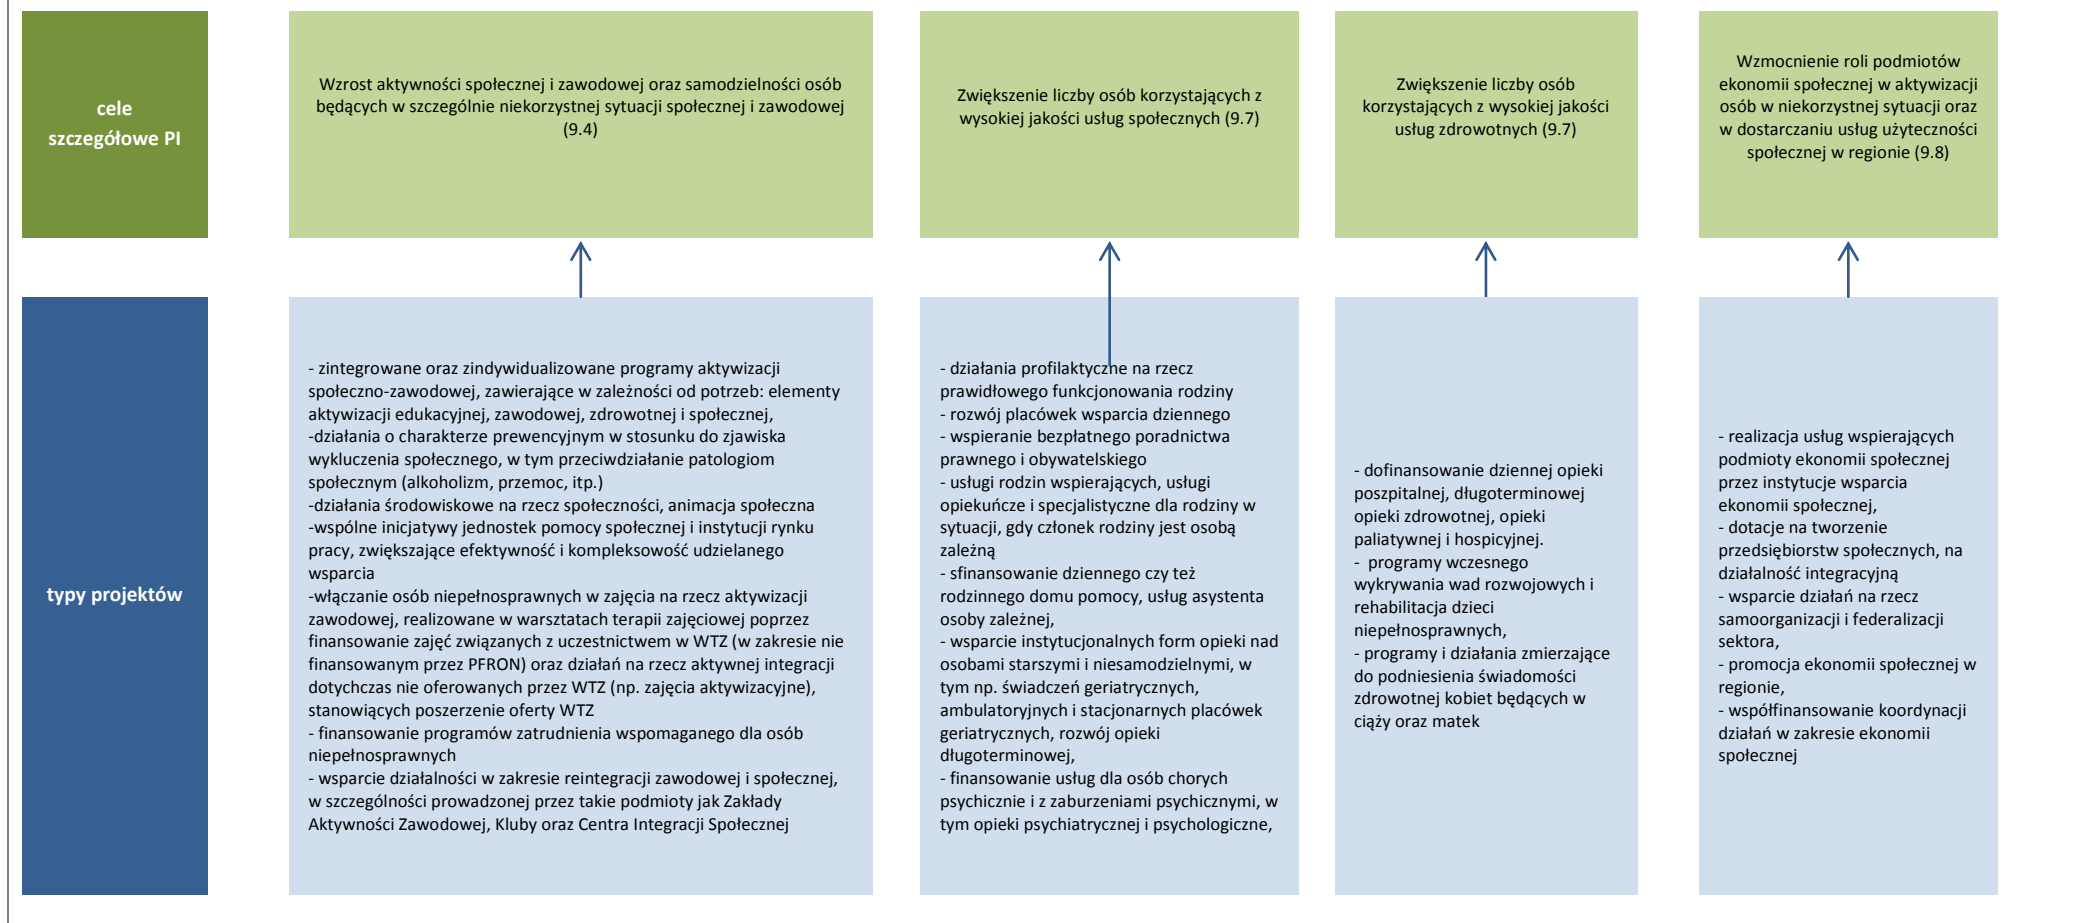 cele
szczegółowe PI
Wzrost aktywności społecznej i zawodowej oraz samodzielności osób
będących w szczególnie niekorzystnej sytuacji społecznej i zawodowej
(9.4)
Zwiększenie liczby osób korzystających z
wysokiej jakości usług społecznych (9.7)
Zwiększenie liczby osób
korzystających z wysokiej jakości
usług zdrowotnych (9.7)
Wzmocnienie roli podmiotów
ekonomii społecznej w aktywizacji
osób w niekorzystnej sytuacji oraz
w dostarczaniu usług użyteczności
społecznej w regionie (9.8)
typy projektów
- zintegrowane oraz zindywidualizowane programy aktywizacji
społeczno-zawodowej, zawierające w zależności od potrzeb: elementy
aktywizacji edukacyjnej, zawodowej, zdrowotnej i społecznej,
-działania o charakterze prewencyjnym w stosunku do zjawiska
wykluczenia społecznego, w tym przeciwdziałanie patologiom
społecznym (alkoholizm, przemoc, itp.)
-działania środowiskowe na rzecz społeczności, animacja społeczna
-wspólne inicjatywy jednostek pomocy społecznej i instytucji rynku
pracy, zwiększające efektywność i kompleksowość udzielanego
wsparcia
-włączanie osób niepełnosprawnych w zajęcia na rzecz aktywizacji
zawodowej, realizowane w warsztatach terapii zajęciowej poprzez
finansowanie zajęć związanych z uczestnictwem w WTZ (w zakresie nie
finansowanym przez PFRON) oraz działań na rzecz aktywnej integracji
dotychczas nie oferowanych przez WTZ (np. zajęcia aktywizacyjne),
stanowiących poszerzenie oferty WTZ
- finansowanie programów zatrudnienia wspomaganego dla osób
niepełnosprawnych
- wsparcie działalności w zakresie reintegracji zawodowej i społecznej,
w szczególności prowadzonej przez takie podmioty jak Zakłady
Aktywności Zawodowej, Kluby oraz Centra Integracji Społecznej
- działania profilaktyczne na rzecz
prawidłowego funkcjonowania rodziny
- rozwój placówek wsparcia dziennego
- wspieranie bezpłatnego poradnictwa
prawnego i obywatelskiego
- usługi rodzin wspierających, usługi
opiekuńcze i specjalistyczne dla rodziny w
sytuacji, gdy członek rodziny jest osobą
zależną
- sfinansowanie dziennego czy też
rodzinnego domu pomocy, usług asystenta
osoby zależnej,
- wsparcie instytucjonalnych form opieki nad
osobami starszymi i niesamodzielnymi, w
tym np. świadczeń geriatrycznych,
ambulatoryjnych i stacjonarnych placówek
geriatrycznych, rozwój opieki
długoterminowej,
- finansowanie usług dla osób chorych
psychicznie i z zaburzeniami psychicznymi, w
tym opieki psychiatrycznej i psychologiczne,
- dofinansowanie dziennej opieki
poszpitalnej, długoterminowej
opieki zdrowotnej, opieki
paliatywnej i hospicyjnej.
- programy wczesnego
wykrywania wad rozwojowych i
rehabilitacja dzieci
niepełnosprawnych,
- programy i działania zmierzające
do podniesienia świadomości
zdrowotnej kobiet będących w
ciąży oraz matek
- realizacja usług wspierających
podmioty ekonomii społecznej
przez instytucje wsparcia
ekonomii społecznej,
- dotacje na tworzenie
przedsiębiorstw społecznych, na
działalność integracyjną
- wsparcie działań na rzecz
samoorganizacji i federalizacji
sektora,
- promocja ekonomii społecznej w
regionie,
- współfinansowanie koordynacji
działań w zakresie ekonomii
społecznej